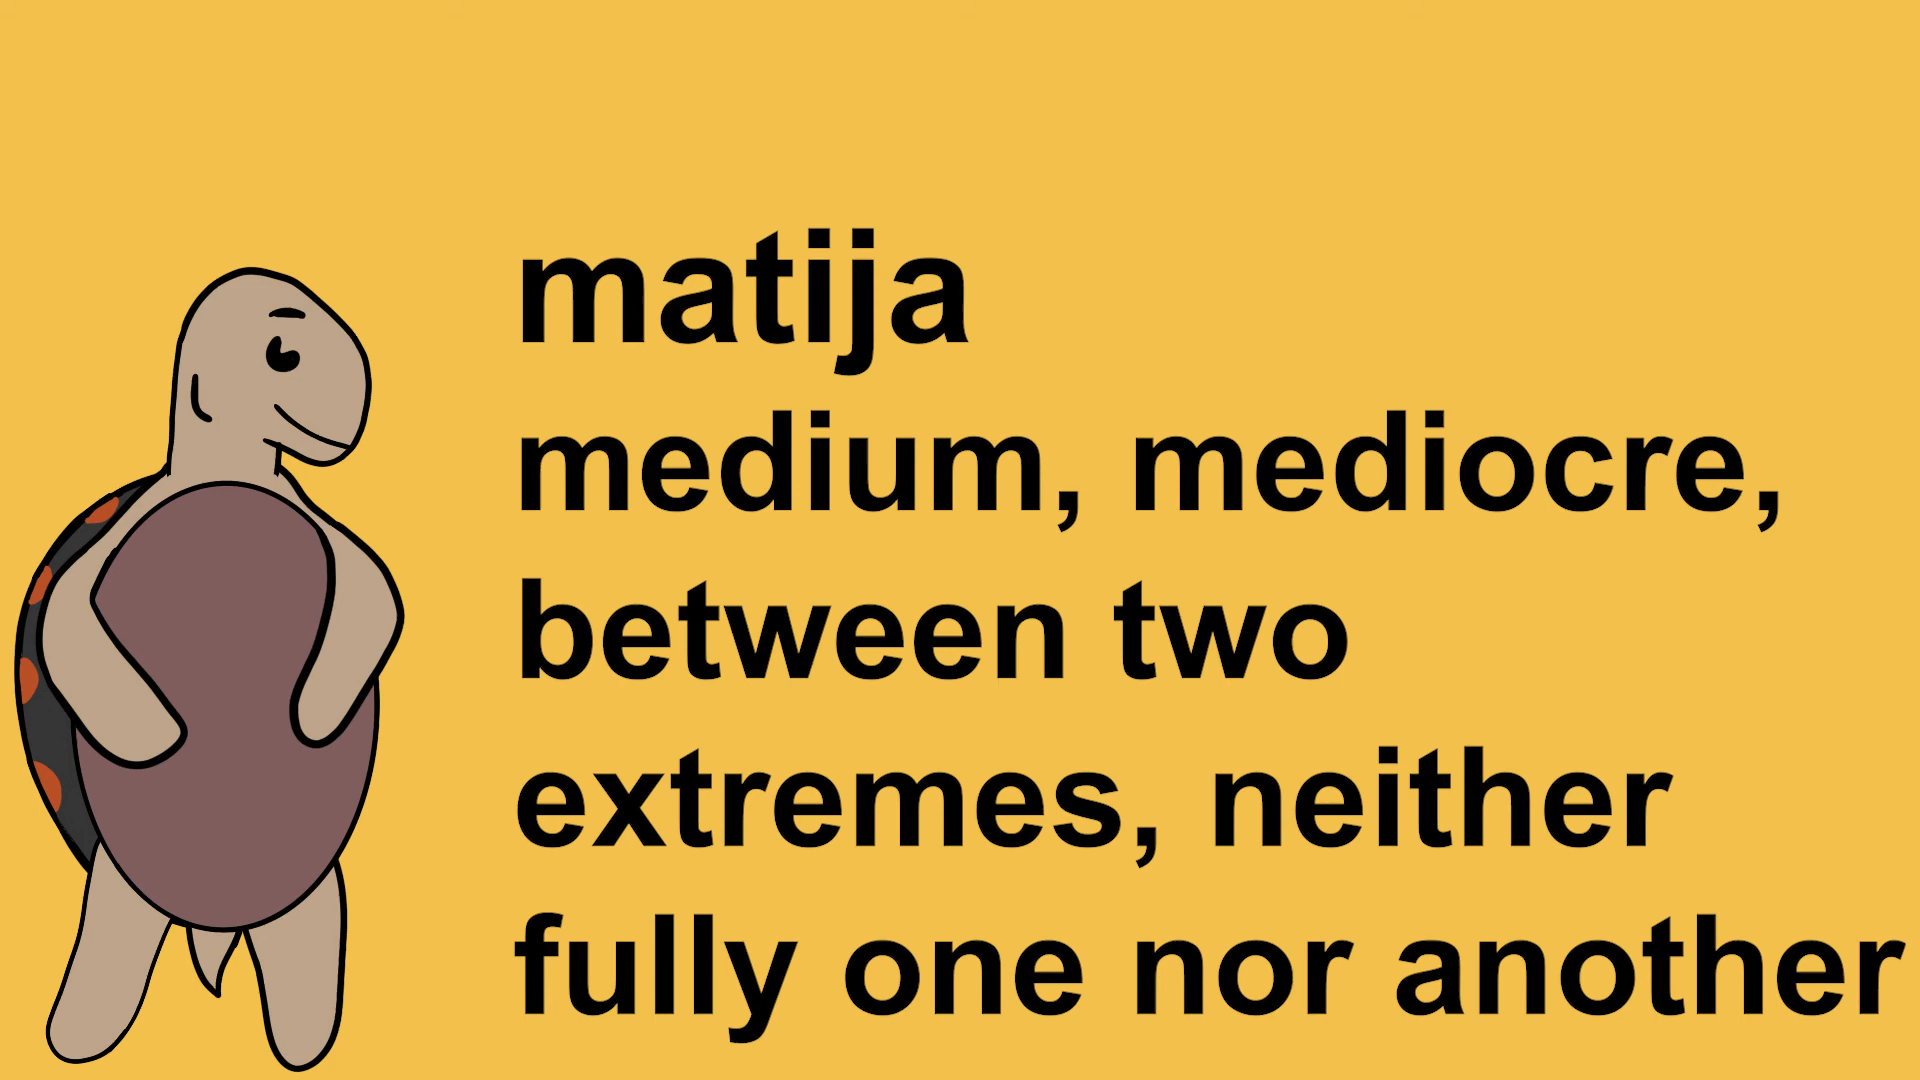 matija
medium, mediocre,
between two
extremes, neither
fully one nor another